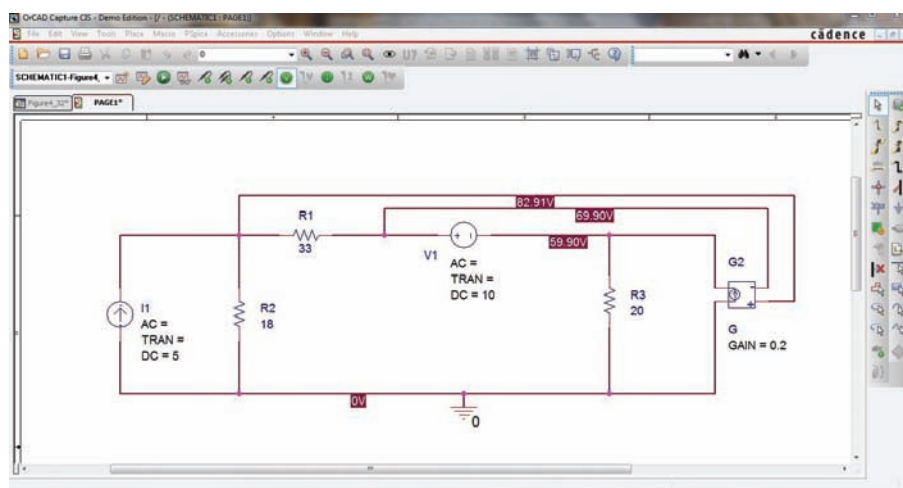 OrCAD Capture CIS - Demo Edition - [/ - (SCHEMATIC1 : PAGE1)]
File Edit View Tools Place Macro PSpice Accessories Options Window Help
cādence
0
U?
SCHEMATIC1-Figure4_
PAGE1*
82.91V
69.90V
59.90V
R1
33
V1
AC =
TRAN =
DC = 10
I1
AC =
TRAN =
DC = 5
R2
18
R3
20
G2
G
GAIN = 0.2
0V
0